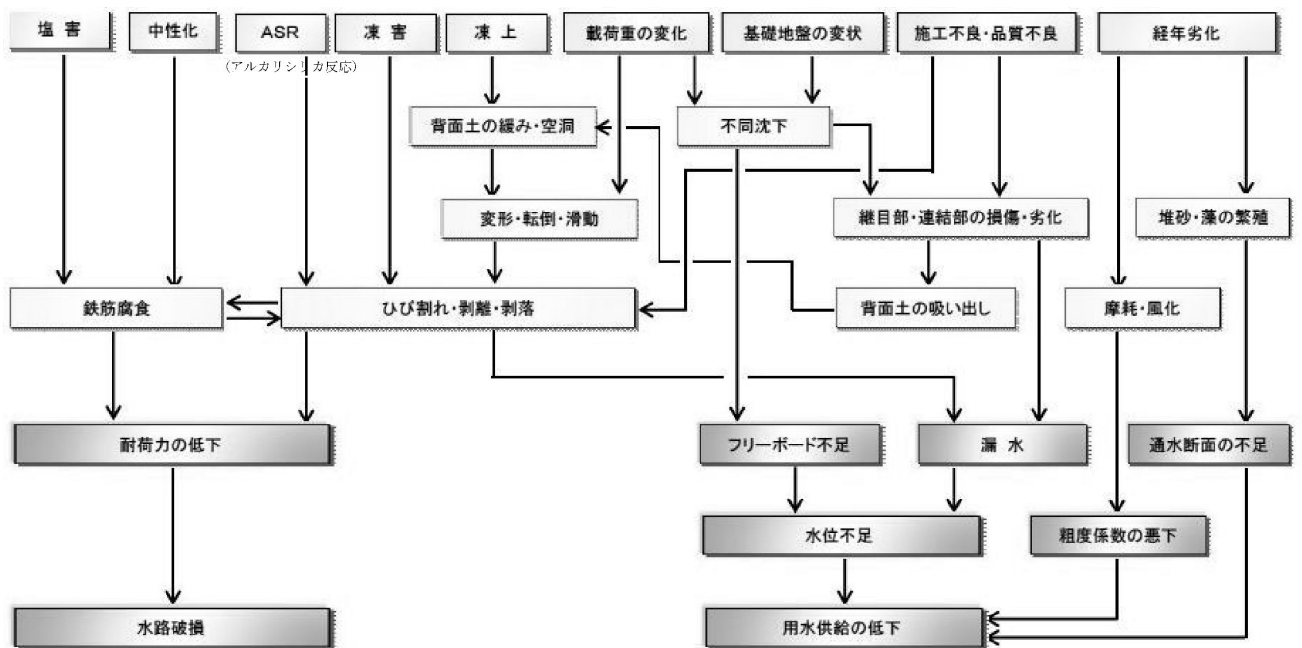 塩 害
中性化
ASR
凍 害
凍 上
載荷重の変化
基礎地盤の変状
施工不良・品質不良
経年劣化
(アルカリシリカ反応)
背面土の緩み・空洞
不同沈下
変形・転倒・滑動
継目部・連結部の損傷・劣化
堆砂・藻の繁殖
鉄筋腐食
ひび割れ・剥離・剥落
背面土の吸い出し
摩耗・風化
耐荷力の低下
フリーボード不足
漏 水
通水断面の不足
水位不足
粗度係数の悪下
水路破損
用水供給の低下